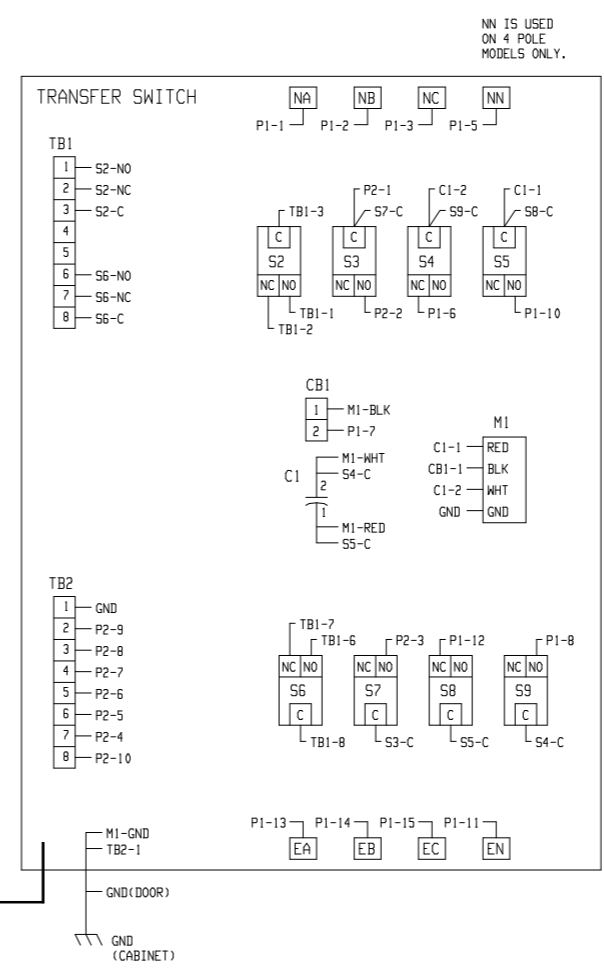 NN IS USED
ON 4 POLE
MODELS ONLY.
TRANSFER SWITCH
NA NB NC NN
P1-1 P1-2 P1-3 P1-5
TB1
1 S2-NO
2 S2-NC
3 S2-C
4
5
6 S6-NO
7 S6-NC
8 S6-C
P2-1 C1-2 C1-1
TB1-3 S7-C S9-C S8-C
C C C C
S2 S3 S4 S5
NC NO NC NO NC NO NC NO
TB1-1 P2-2 P1-6 P1-10
TB1-2
CB1
1 M1-BLK
2 P1-7
C1
M1-WHT
S4-C
2
1
M1-RED
S5-C
M1
C1-1 RED
CB1-1 BLK
C1-2 WHT
GND GND
TB2
1 GND
2 P2-9
3 P2-8
4 P2-7
5 P2-6
6 P2-5
7 P2-4
8 P2-10
TB1-7
TB1-6 P2-3 P1-12 P1-8
NC NO NC NO NC NO NC NO
S6 S7 S8 S9
C C C C
TB1-8 S3-C S5-C S4-C
P1-13 P1-14 P1-15 P1-11
EA EB EC EN
M1-GND
TB2-1
GND(DOOR)
GND
(CABINET)